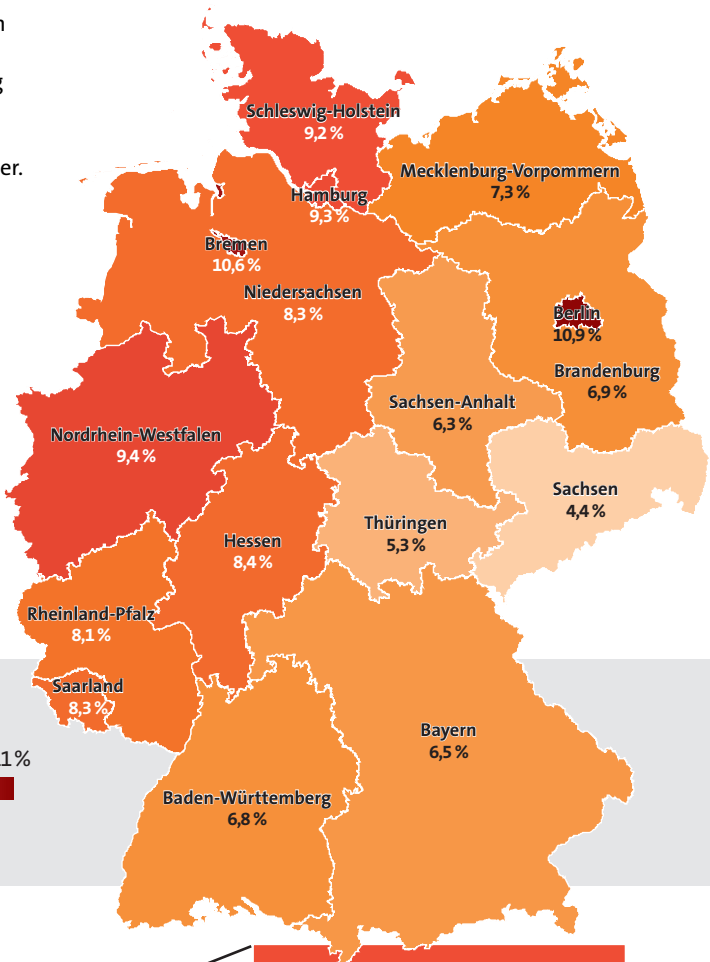 er.
Schleswig-Holstein
9,2 %
Mecklenburg-Vorpommern
7,3 %
Hamburg
9,3 %
Bremen
10,6 %
Niedersachsen
8,3 %
Berlin
10,9 %
Brandenburg
6,9 %
Sachsen-Anhalt
6,3 %
Nordrhein-Westfalen
9,4 %
Sachsen
4,4 %
Thüringen
5,3 %
Hessen
8,4 %
Rheinland-Pfalz
8,1 %
Saarland
8,3 %
Bayern
6,5 %
1 %
Baden-Württemberg
6,8 %